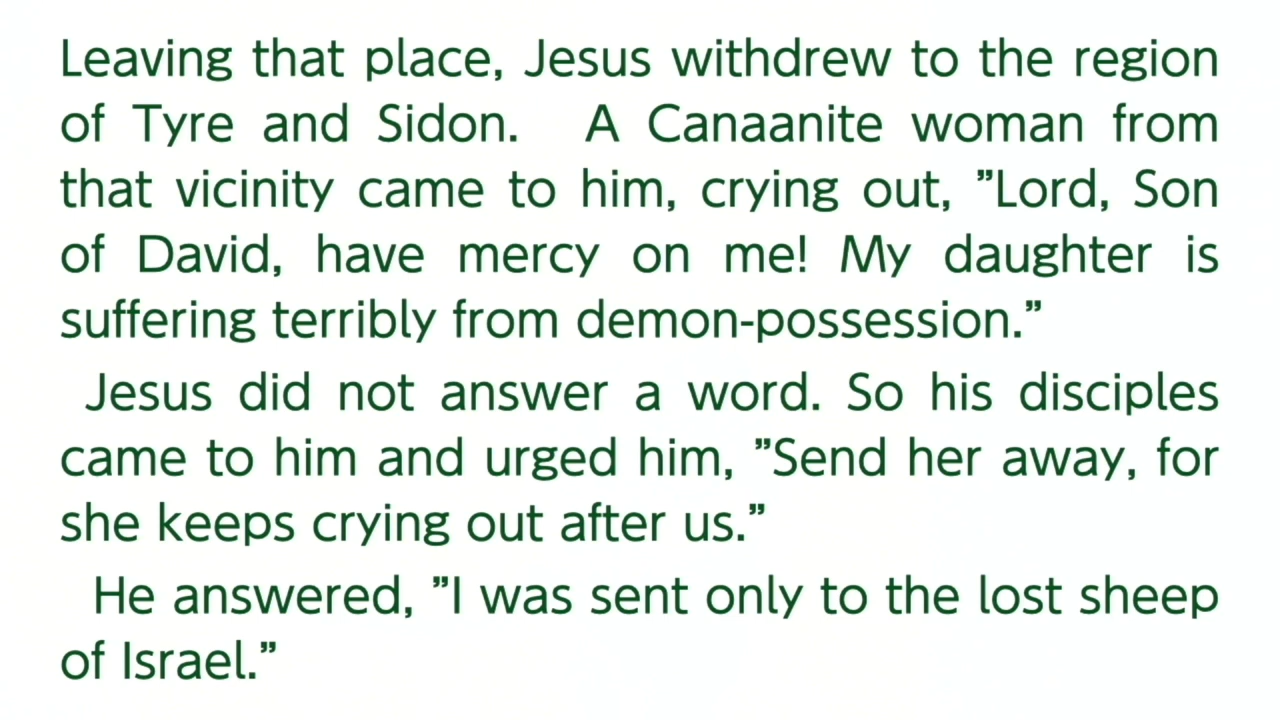 Leaving that place, Jesus withdrew to the region
of Tyre and Sidon. A Canaanite woman from
that vicinity came to him, crying out, ”Lord, Son
of David, have mercy on me! My daughter is
suffering terribly from demon-possession.”
Jesus did not answer a word. So his disciples
came to him and urged him, ”Send her away, for
she keeps crying out after us.”
He answered, ”I was sent only to the lost sheep
of Israel.”